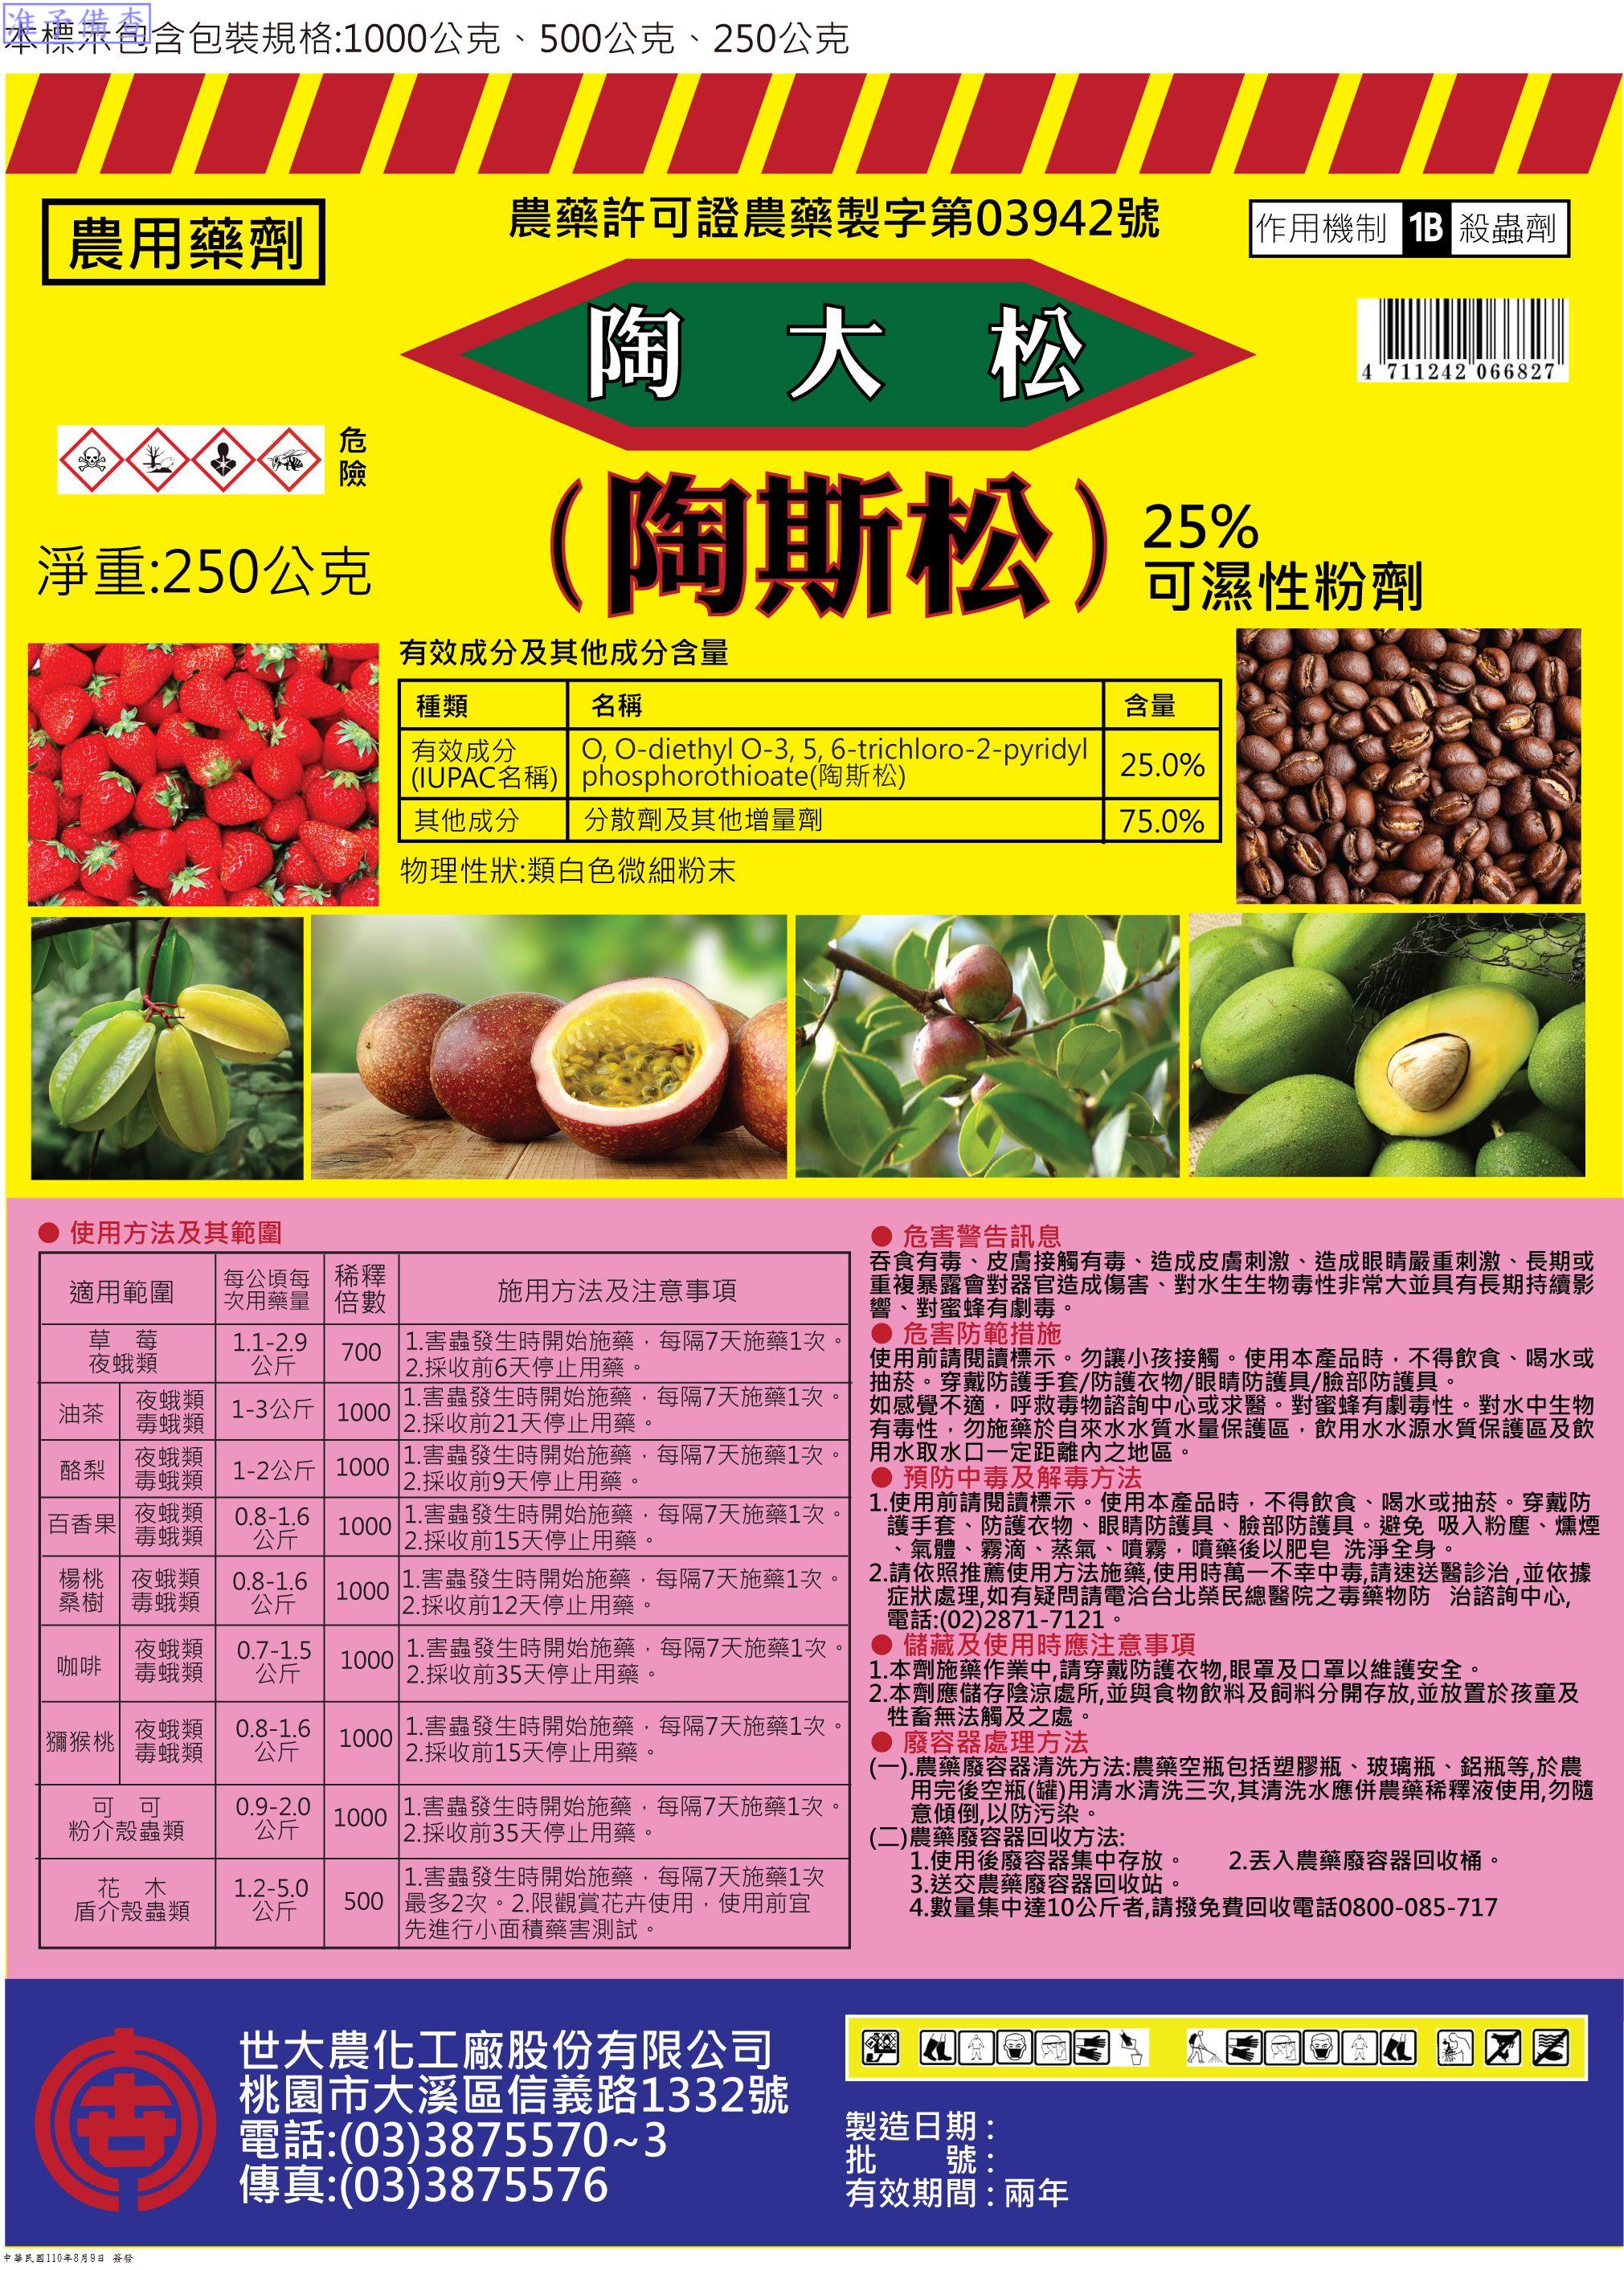 准予備查
本標示包含包裝規格:1000公克、500公克、250公克
農用藥劑
農藥許可證農藥製字第03942號
作用機制 1B 殺蟲劑
陶大松
4 711242 066827
危險
(陶斯松)
25%
可濕性粉劑
淨重:250公克
有效成分及其他成分含量
種類 名稱 含量
有效成分 (IUPAC名稱) O, O-diethyl O-3, 5, 6-trichloro-2-pyridyl phosphorothioate(陶斯松) 25.0%
其他成分 分散劑及其他增量劑 75.0%
物理性狀:類白色微細粉末
● 使用方法及其範圍
適用範圍 每公頃每次用藥量 稀釋倍數 施用方法及注意事項
草 莓 夜蛾類 1.1-2.9公斤 700 1.害蟲發生時開始施藥，每隔7天施藥1次。
2.採收前6天停止用藥。
油茶 夜蛾類 毒蛾類 1-3公斤 1000 1.害蟲發生時開始施藥，每隔7天施藥1次。
2.採收前21天停止用藥。
酪梨 夜蛾類 毒蛾類 1-2公斤 1000 1.害蟲發生時開始施藥，每隔7天施藥1次。
2.採收前9天停止用藥。
百香果 夜蛾類 毒蛾類 0.8-1.6公斤 1000 1.害蟲發生時開始施藥，每隔7天施藥1次。
2.採收前15天停止用藥。
楊桃 桑樹 夜蛾類 毒蛾類 0.8-1.6公斤 1000 1.害蟲發生時開始施藥，每隔7天施藥1次。
2.採收前12天停止用藥。
咖啡 夜蛾類 毒蛾類 0.7-1.5公斤 1000 1.害蟲發生時開始施藥，每隔7天施藥1次。
2.採收前35天停止用藥。
獼猴桃 夜蛾類 毒蛾類 0.8-1.6公斤 1000 1.害蟲發生時開始施藥，每隔7天施藥1次。
2.採收前15天停止用藥。
可 可 粉介殼蟲類 0.9-2.0公斤 1000 1.害蟲發生時開始施藥，每隔7天施藥1次。
2.採收前35天停止用藥。
花 木 盾介殼蟲類 1.2-5.0公斤 500 1.害蟲發生時開始施藥，每隔7天施藥1次
最多2次。2.限觀賞花卉使用，使用前宜
先進行小面積藥害測試。
● 危害警告訊息
吞食有毒、皮膚接觸有毒、造成皮膚刺激、造成眼睛嚴重刺激、長期或
重複暴露會對器官造成傷害、對水生生物毒性非常大並具有長期持續影
響、對蜜蜂有劇毒。
● 危害防範措施
使用前請閱讀標示。勿讓小孩接觸。使用本產品時，不得飲食、喝水或
抽菸。穿戴防護手套/防護衣物/眼睛防護具/臉部防護具。
如感覺不適，呼救毒物諮詢中心或求醫。對蜜蜂有劇毒性。對水中生物
有毒性，勿施藥於自來水水質水量保護區，飲用水水源水質保護區及飲
用水取水口一定距離內之地區。
● 預防中毒及解毒方法
1.使用前請閱讀標示。使用本產品時，不得飲食、喝水或抽菸。穿戴防
護手套、防護衣物、眼睛防護具、臉部防護具。避免 吸入粉塵、燻煙
、氣體、霧滴、蒸氣、噴霧，噴藥後以肥皂 洗淨全身。
2.請依照推薦使用方法施藥,使用時萬一不幸中毒,請速送醫診治,並依據
症狀處理,如有疑問請電洽台北榮民總醫院之毒藥物防 治諮詢中心,
電話:(02)2871-7121。
● 儲藏及使用時應注意事項
1.本劑施藥作業中,請穿戴防護衣物,眼罩及口罩以維護安全。
2.本劑應儲存陰涼處所,並與食物飲料及飼料分開存放,並放置於孩童及
牲畜無法觸及之處。
● 廢容器處理方法
(一).農藥廢容器清洗方法:農藥空瓶包括塑膠瓶、玻璃瓶、鋁瓶等,於農
用完後空瓶(罐)用清水清洗三次,其清洗水應併農藥稀釋液使用,勿隨
意傾倒,以防污染。
(二)農藥廢容器回收方法:
1.使用後廢容器集中存放。 2.丟入農藥廢容器回收桶。
3.送交農藥廢容器回收站。
4.數量集中達10公斤者,請撥免費回收電話0800-085-717
世大農化工廠股份有限公司
桃園市大溪區信義路1332號
電話:(03)3875570~3
傳真:(03)3875576
製造日期:
批 號:
有效期間:兩年
中華民國110年8月9日 簽發